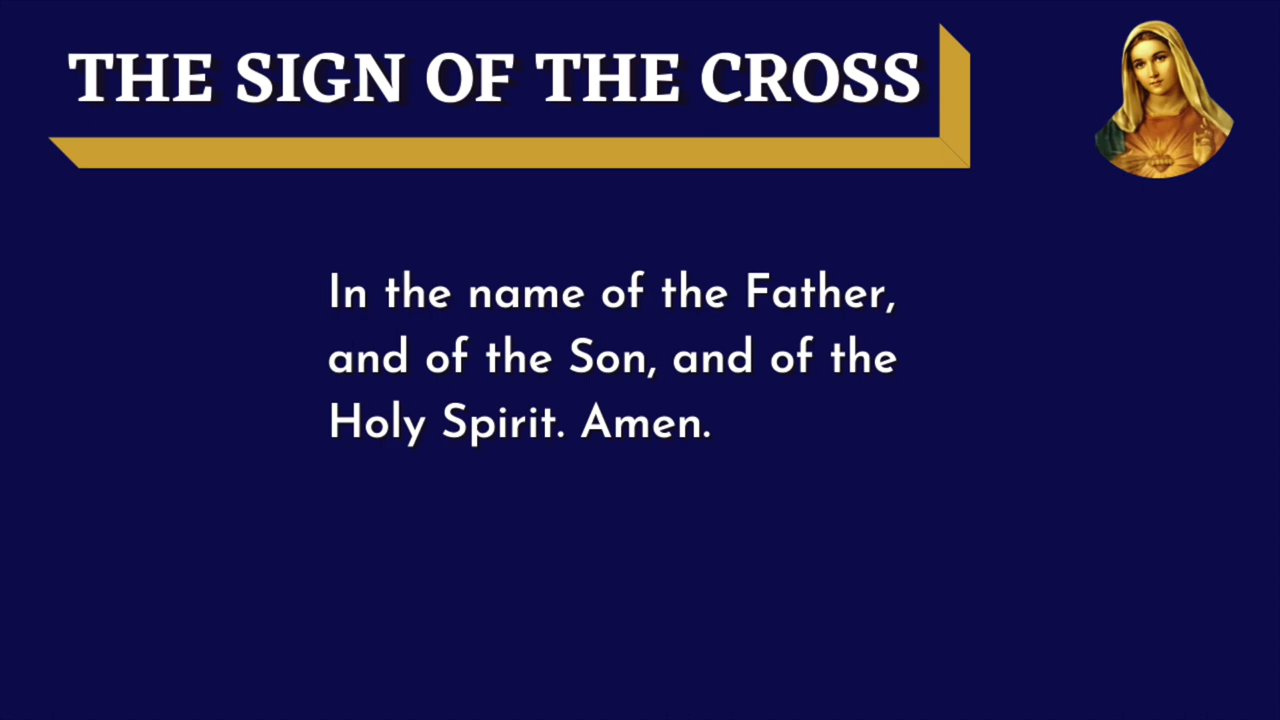 THE SIGN OF THE CROSS
In the name of the Father,
and of the Son, and of the
Holy Spirit. Amen.